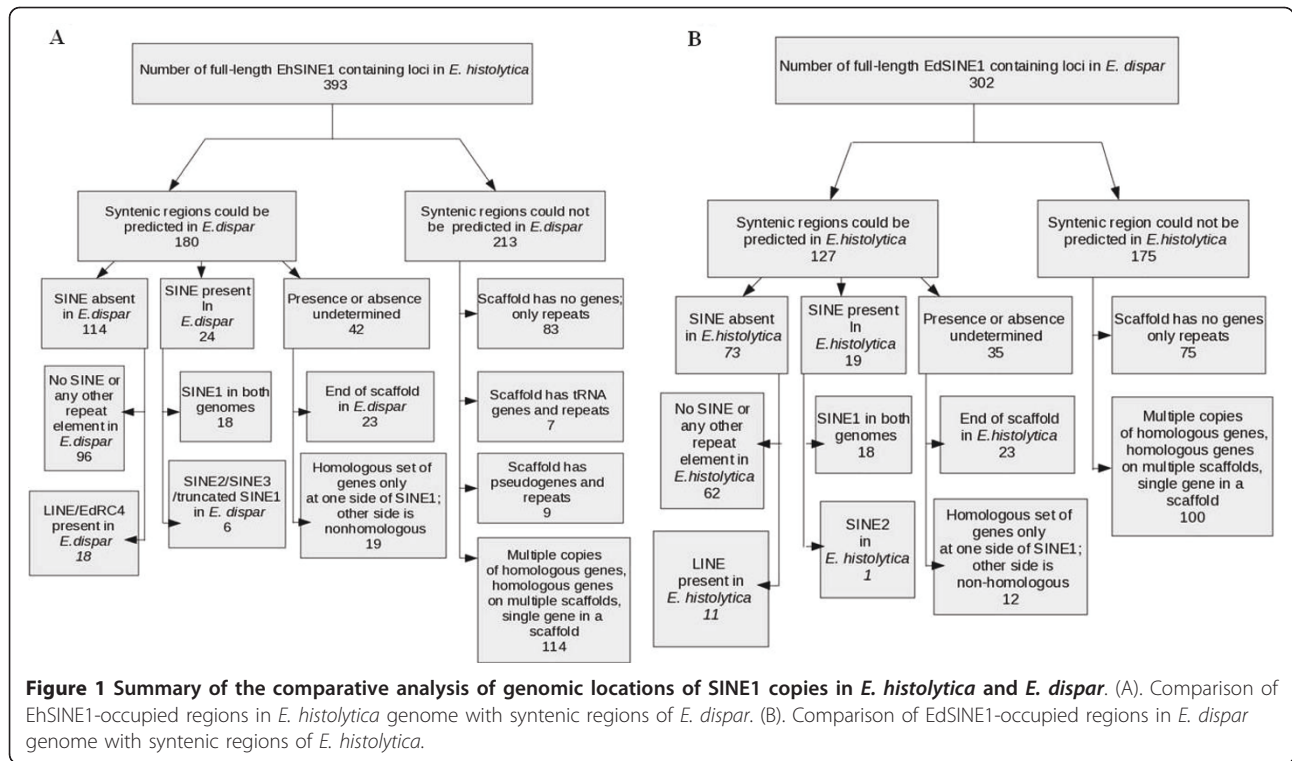 A
Number of full-length EhSINE1 containing loci in E. histolytica
393
Syntenic regions could be
predicted in E.dispar
180
Syntenic regions could not
be predicted in E.dispar
213
SINE absent
in E.dispar
114
SINE present
In
E.dispar
24
Presence or absence
undetermined
42
Scaffold has no genes;
only repeats
83
No SINE or
any other
repeat
element in
E.dispar
96
SINE1 in both
genomes
18
End of scaffold
in E.dispar
23
Scaffold has tRNA
genes and repeats
7
LINE/EdRC4
present in
E.dispar
18
SINE2/SINE3
/truncated SINE1
in E. dispar
6
Homologous set of
genes only
at one side of SINE1;
other side is
nonhomologous
19
Scaffold has
pseudogenes and
repeats
9
Multiple copies
of homologous genes,
homologous genes
on multiple scaffolds,
single gene in a
scaffold
114
B
Number of full-length EdSINE1 containing loci in E. dispar
302
Syntenic regions could be
predicted in E.histolytica
127
Syntenic region could not be
predicted in E.histolytica
175
SINE absent
in E.histolytica
73
SINE present
In
E.histolytica
19
Presence or absence
undetermined
35
Scaffold has no genes
only repeats
75
No SINE or
any other
repeat
element in
E.histolytica
62
SINE1 in both
genomes
18
End of scaffold
in E.histolytica
23
Multiple copies
of homologous genes,
homologous genes
on multiple scaffolds,
single gene in a
scaffold
100
LINE
present in
E. histolytica
11
SINE2
in
E. histolytica
1
Homologous set of
genes only
at one side of SINE1;
other side is
non-homologous
12
Figure 1 Summary of the comparative analysis of genomic locations of SINE1 copies in E. histolytica and E. dispar. (A). Comparison of
EhSINE1-occupied regions in E. histolytica genome with syntenic regions of E. dispar. (B). Comparison of EdSINE1-occupied regions in E. dispar
genome with syntenic regions of E. histolytica.